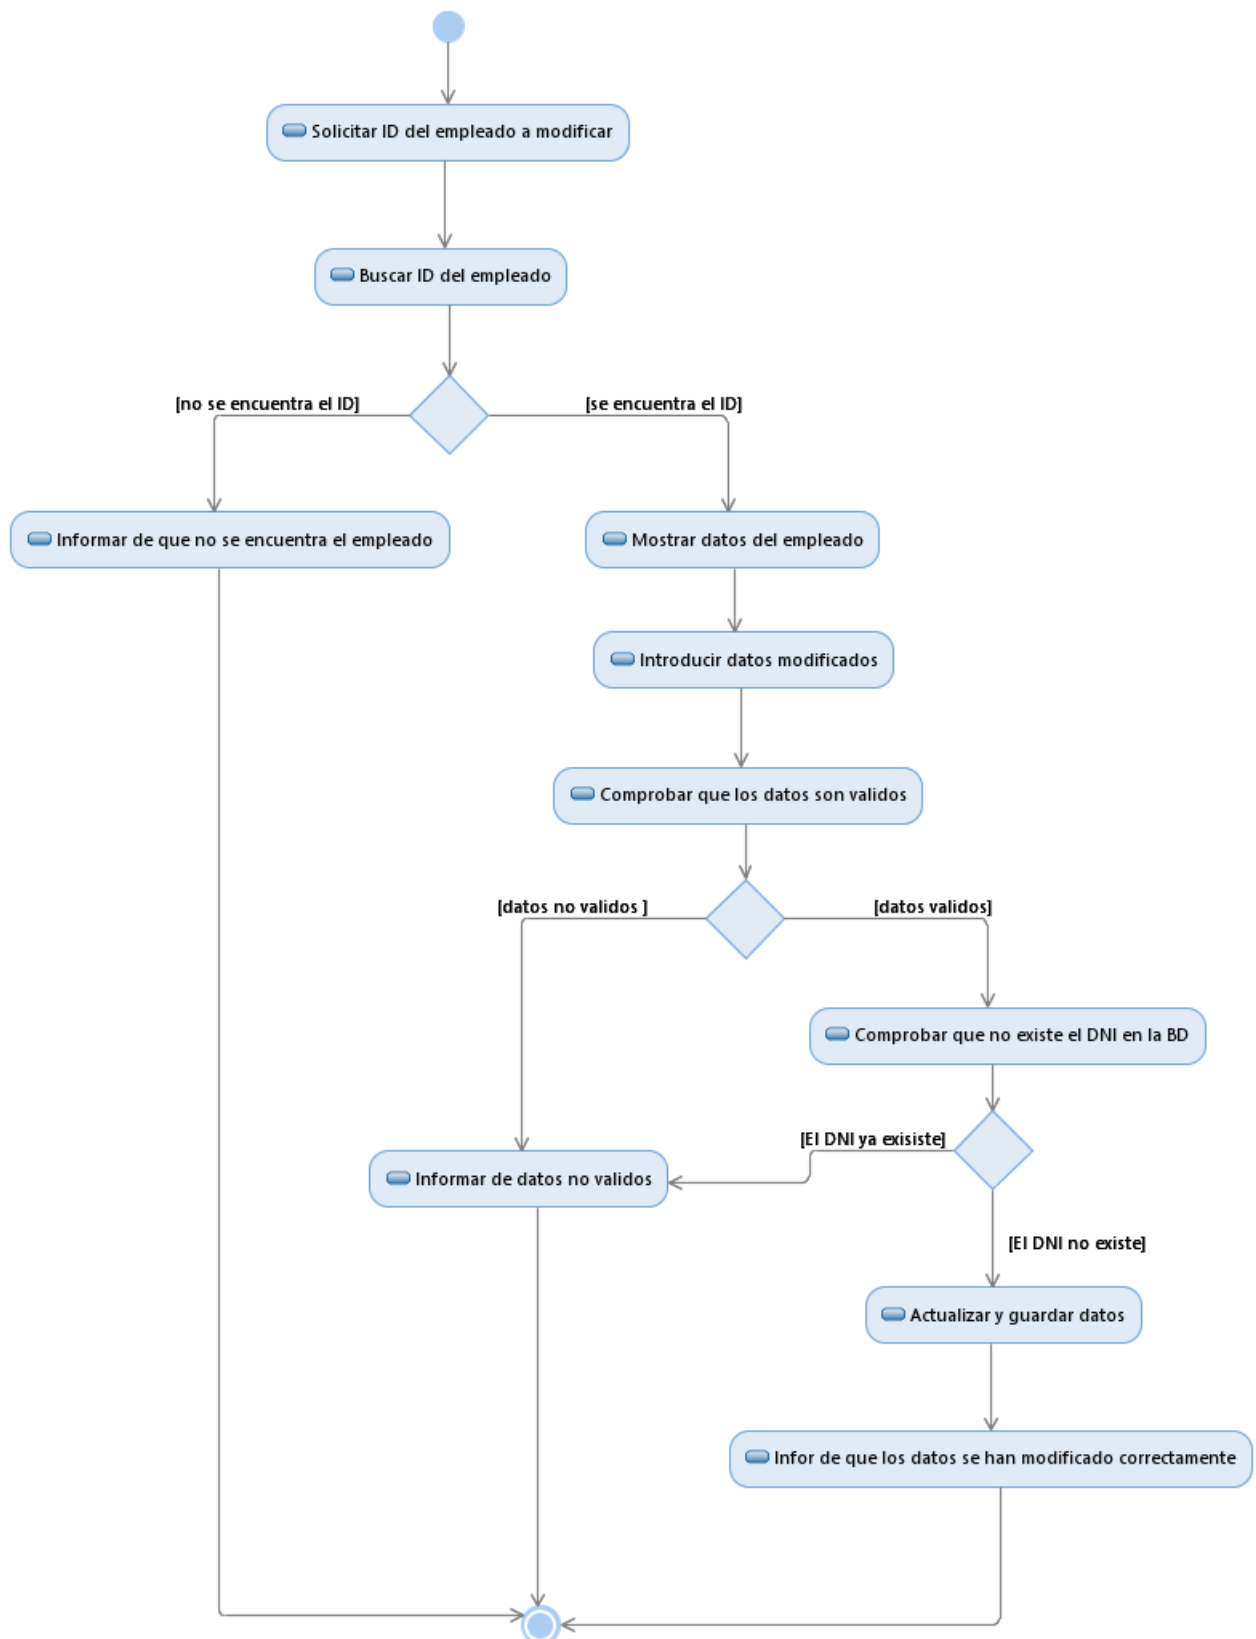 Solicitar ID del empleado a modificar
Buscar ID del empleado
[no se encuentra el ID]
[se encuentra el ID]
Informar de que no se encuentra el empleado
Mostrar datos del empleado
Introducir datos modificados
Comprobar que los datos son validos
[datos no validos ]
[datos validos]
Comprobar que no existe el DNI en la BD
[El DNI ya exisiste]
Informar de datos no validos
[El DNI no existe]
Actualizar y guardar datos
Infor de que los datos se han modificado correctamente